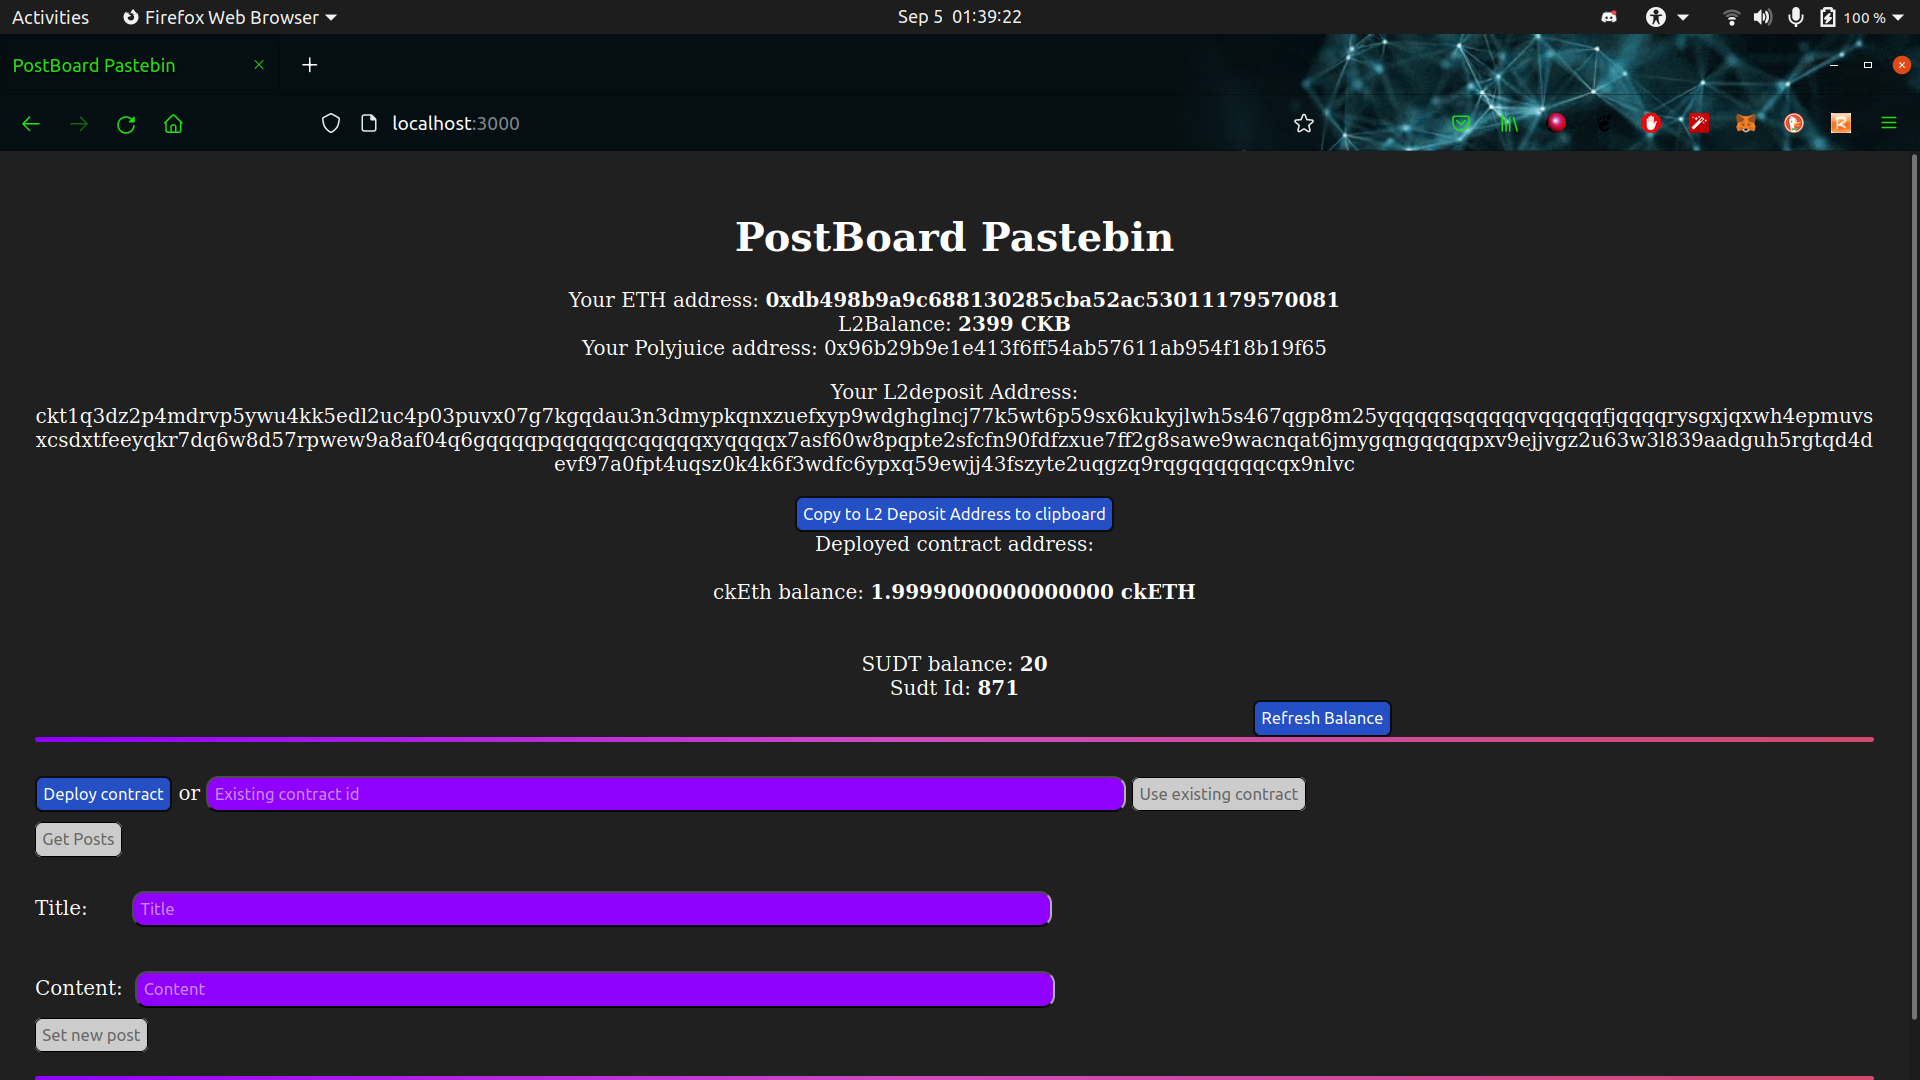 Activities Firefox Web Browser Sep 5 01:39:22 100 %
PostBoard Pastebin
localhost:3000
PostBoard Pastebin
Your ETH address: 0xdb498b9a9c688130285cba52ac53011179570081
L2Balance: 2399 CKB
Your Polyjuice address: 0x96b29b9e1e413f6ff54ab57611ab954f18b19f65
Your L2deposit Address:
ckt1q3dz2p4mdrvp5ywu4kk5edl2uc4p03puvx07g7kgqdau3n3dmypkqnxzuefxyp9wdghglncj77k5wt6p59sx6kukyjlwh5s467qgp8m25yqqqqqsqqqqqvqqqqqfjqqqqrysgxjqxwh4epmuvs
xcsdxtfeeyqkr7dq6w8d57rpwew9a8af04q6gqqqqpqqqqqqcqqqqqxyqqqqx7asf60w8pqpte2sfcfn90fdfzxue7ff2g8sawe9wacnqat6jmygqngqqqqpxv9ejjvgz2u63w3l839aadguh5rgtqd4d
evf97a0fpt4uqsz0k4k6f3wdfc6ypxq59ewjj43fszyte2uqgzq9rqgqqqqqcqx9nlvc
Copy to L2 Deposit Address to clipboard
Deployed contract address:
ckEth balance: 1.9999000000000000 ckETH
SUDT balance: 20
Sudt Id: 871
Refresh Balance
Deploy contract or Existing contract id Use existing contract
Get Posts
Title: Title
Content: Content
Set new post